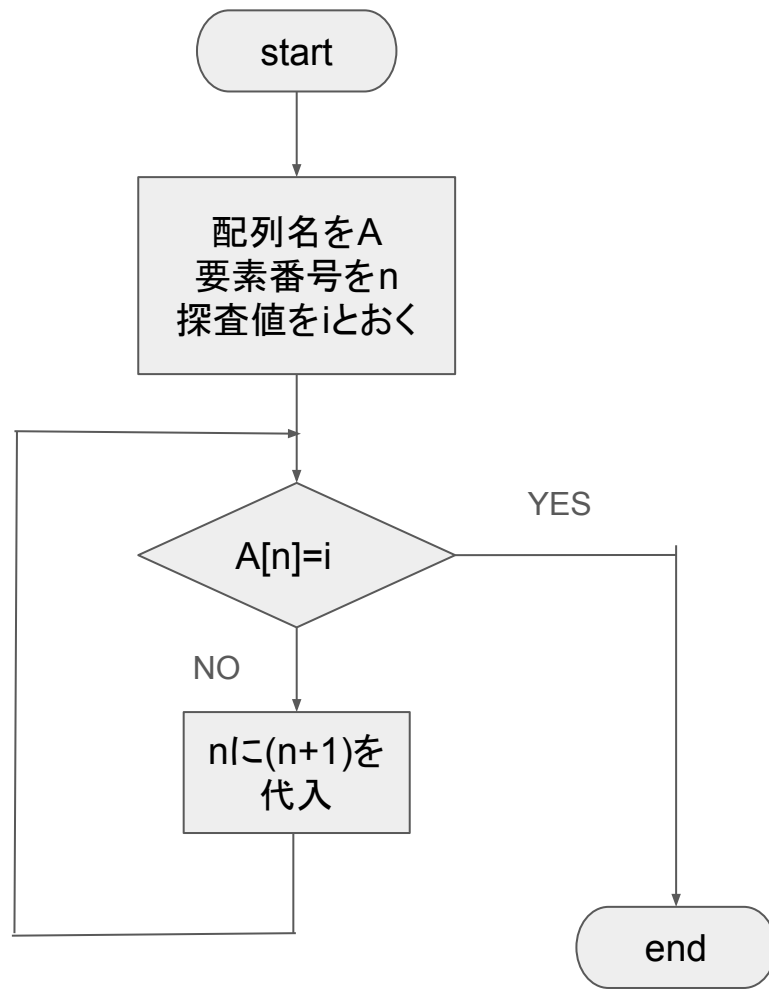 start
配列名をA
要素番号をn
探査値をiとおく
YES
A[n]=i
NO
nに(n+1)を
代入
end